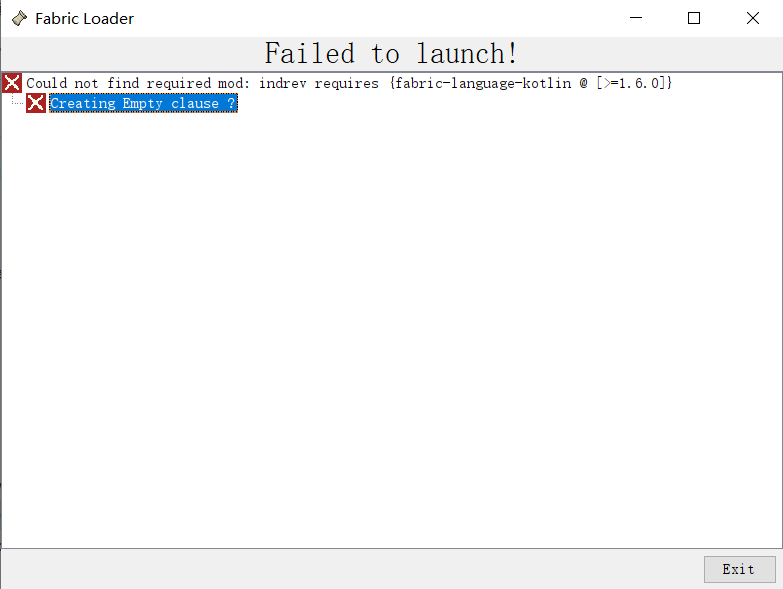 Fabric Loader
Failed to launch!
Could not find required mod: indrev requires {fabric-language-kotlin @ [>=1.6.0]}
Creating Empty clause ?
Exit